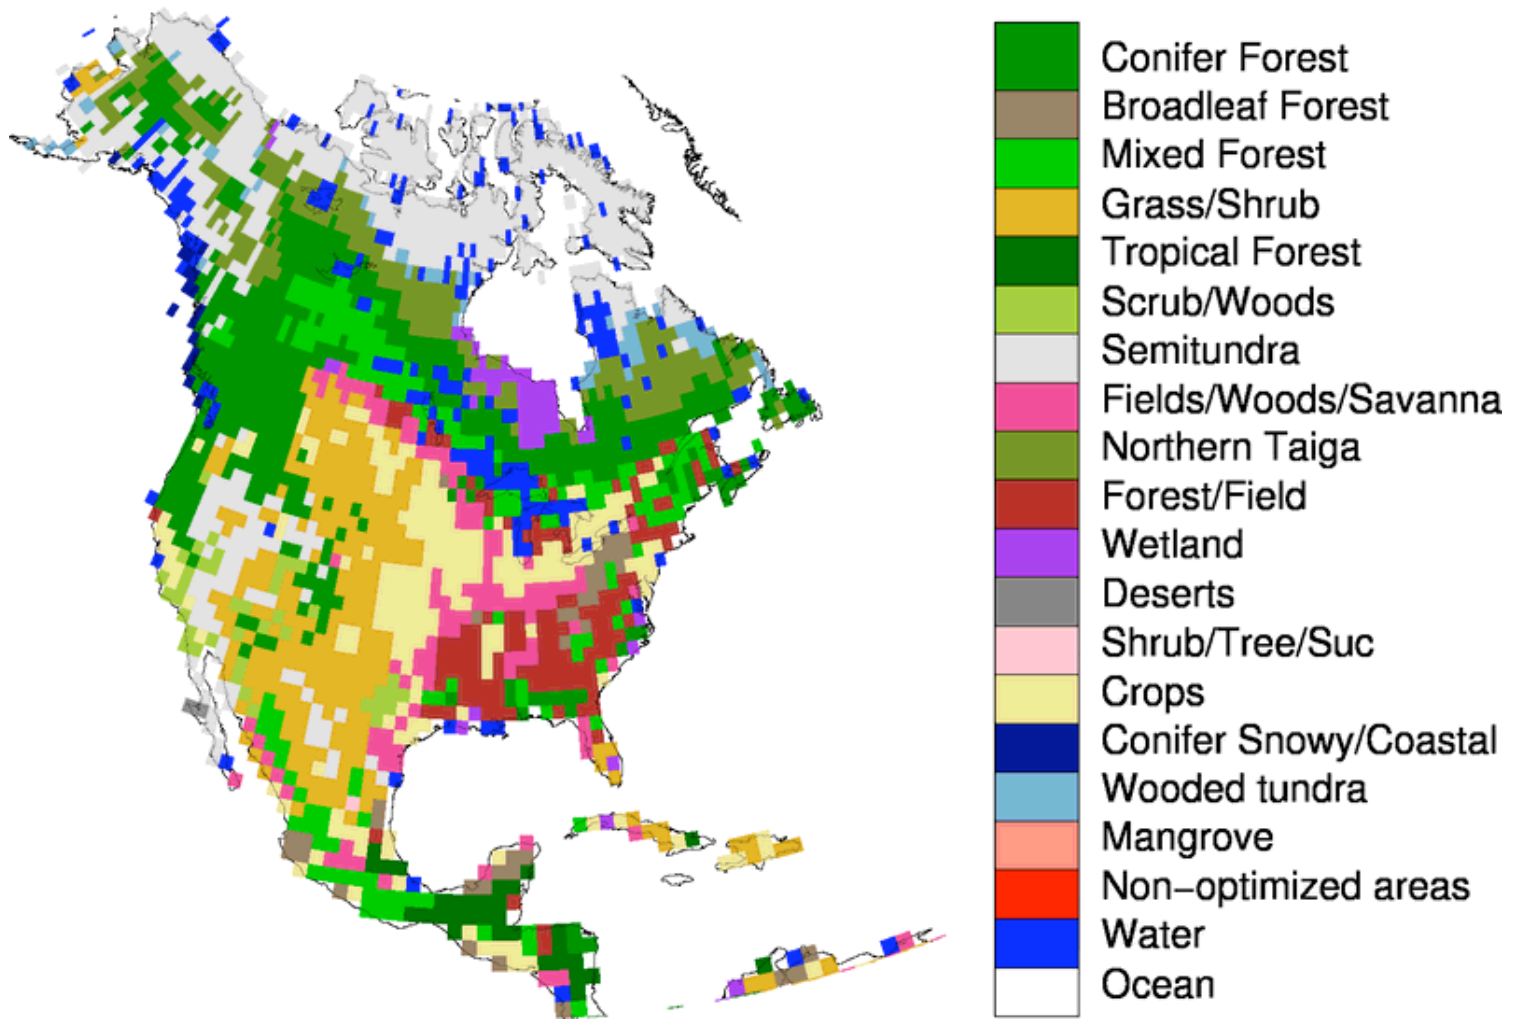 Conifer Forest
Broadleaf Forest
Mixed Forest
Grass/Shrub
Tropical Forest
Scrub/Woods
Semitundra
Fields/Woods/Savanna
Northern Taiga
Forest/Field
Wetland
Deserts
Shrub/Tree/Suc
Crops
Conifer Snowy/Coastal
Wooded tundra
Mangrove
Non−optimized areas
Water
Ocean